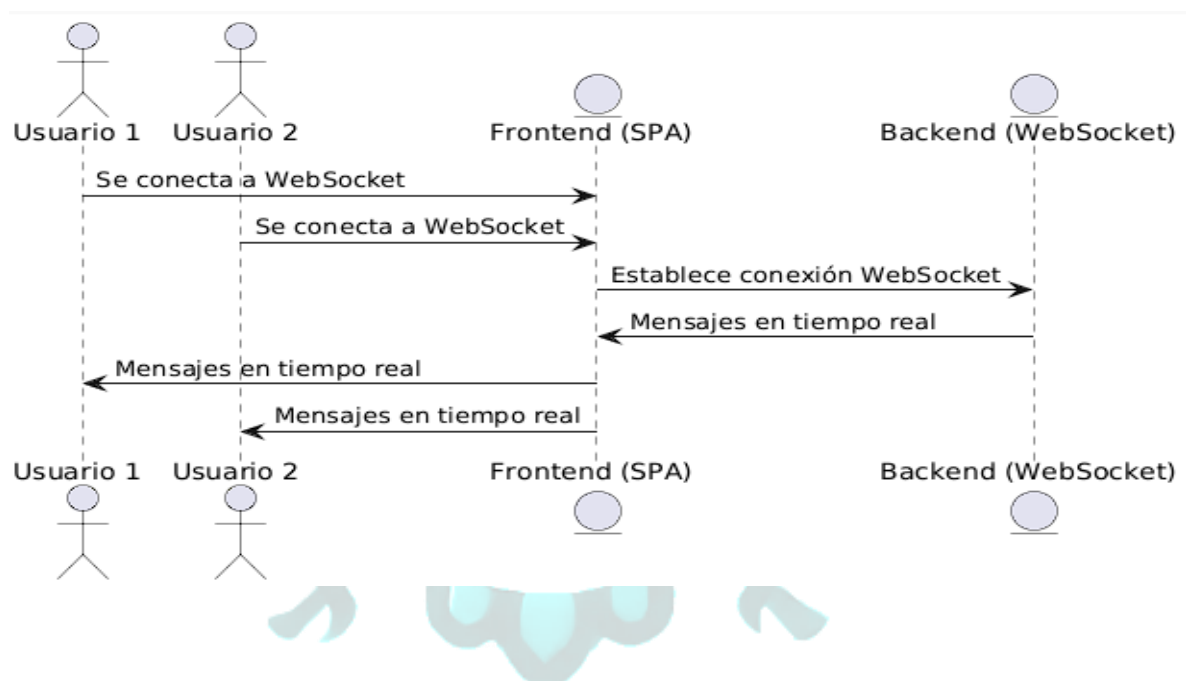 Usuario 1 Usuario 2 Frontend (SPA) Backend (WebSocket)
Se conecta a WebSocket
Se conecta a WebSocket
Establece conexión WebSocket
Mensajes en tiempo real
Mensajes en tiempo real
Mensajes en tiempo real
Usuario 1 Usuario 2 Frontend (SPA) Backend (WebSocket)